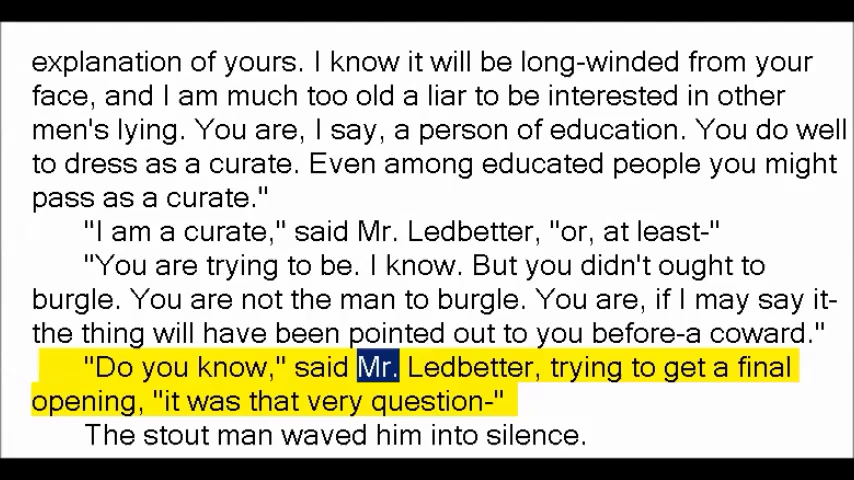 explanation of yours. I know it will be long-winded from your
face, and I am much too old a liar to be interested in other
men's lying. You are, I say, a person of education. You do well
to dress as a curate. Even among educated people you might
pass as a curate."
"I am a curate," said Mr. Ledbetter, "or, at least-"
"You are trying to be. I know. But you didn't ought to
burgle. You are not the man to burgle. You are, if I may say it-
the thing will have been pointed out to you before-a coward."
"Do you know," said Mr. Ledbetter, trying to get a final
opening, "it was that very question-"
The stout man waved him into silence.